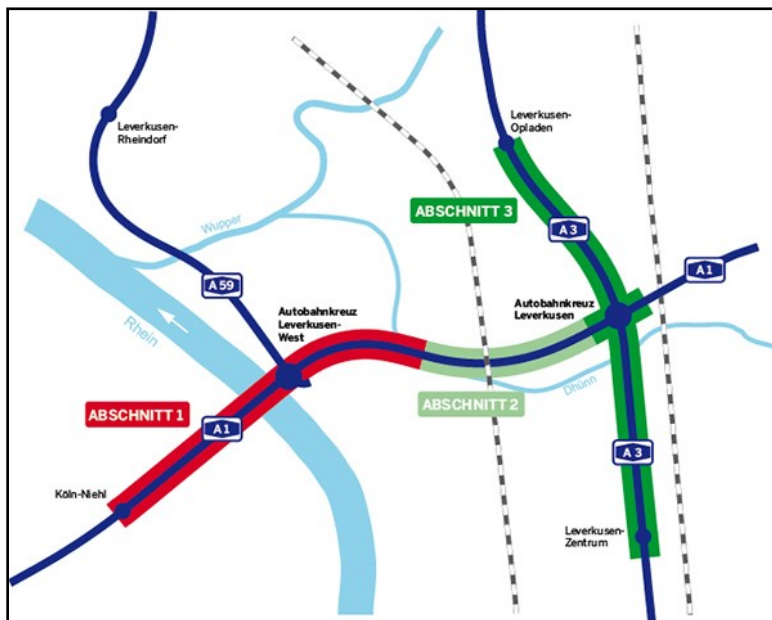 Leverkusen-
Rheindorf
Leverkusen-
Opladen
Wupper
ABSCHNITT 3
A 3
A 1
A 59
Rhein
Autobahnkreuz
Leverkusen-
West
Autobahnkreuz
Leverkusen
Dhünn
ABSCHNITT 1
ABSCHNITT 2
A 1
A 3
Köln-Niehl
Leverkusen-
Zentrum